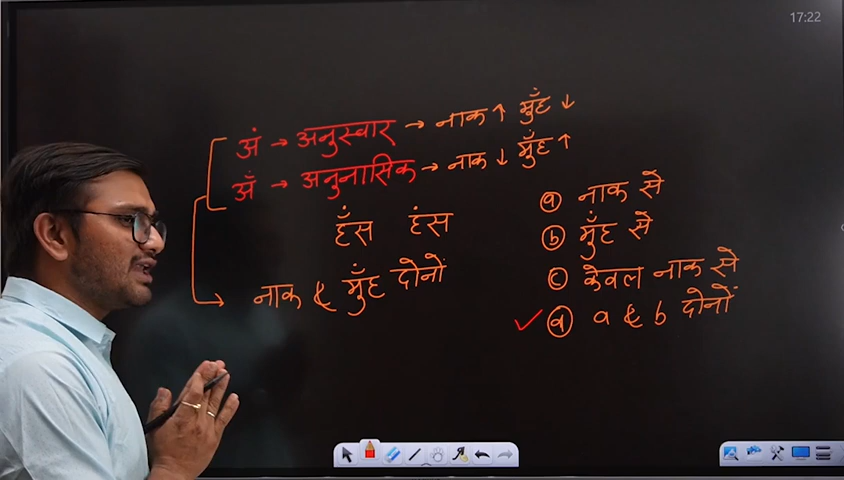 17:22
अं → अनुस्वार → नाक ↑ मुँह ↓
अँ → अनुनासिक → नाक ↓ मुँह ↑
हँस हंस
नाक & मुँह दोनों
ⓐ नाक से
ⓑ मुँह से
ⓒ केवल नाक से
✓ ⓓ a & b दोनों